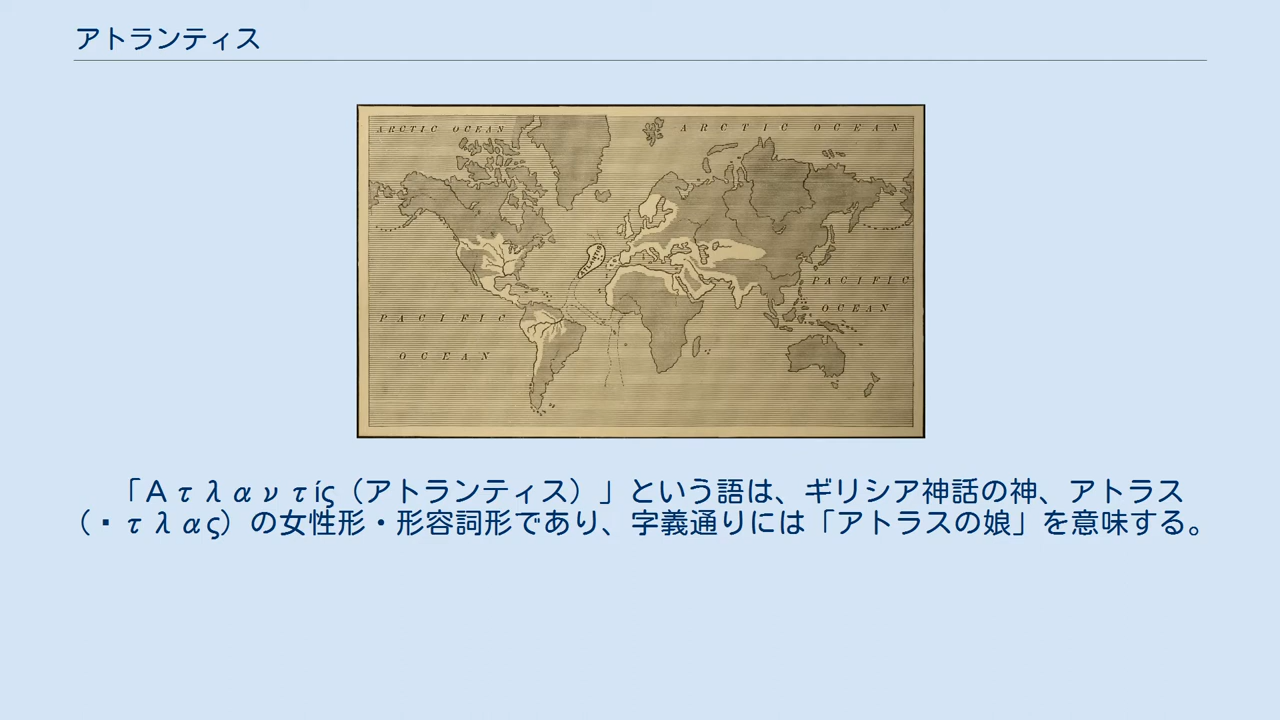 アトランティス
ARCTIC OCEAN
ARCTIC OCEAN
ATLANTIS
PACIFIC
OCEAN
PACIFIC
OCEAN
「Ατλαντίς（アトランティス）」という語は、ギリシア神話の神、アトラス
（▪τλας）の女性形・形容詞形であり、字義通りには「アトラスの娘」を意味する。